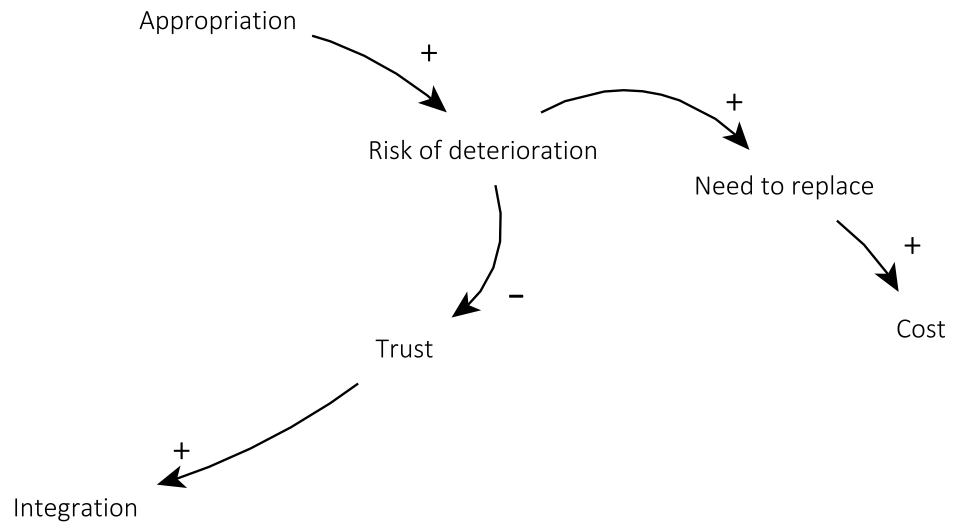 Appropriation
+
+
Risk of deterioration
Need to replace
+
–
Cost
Trust
+
Integration